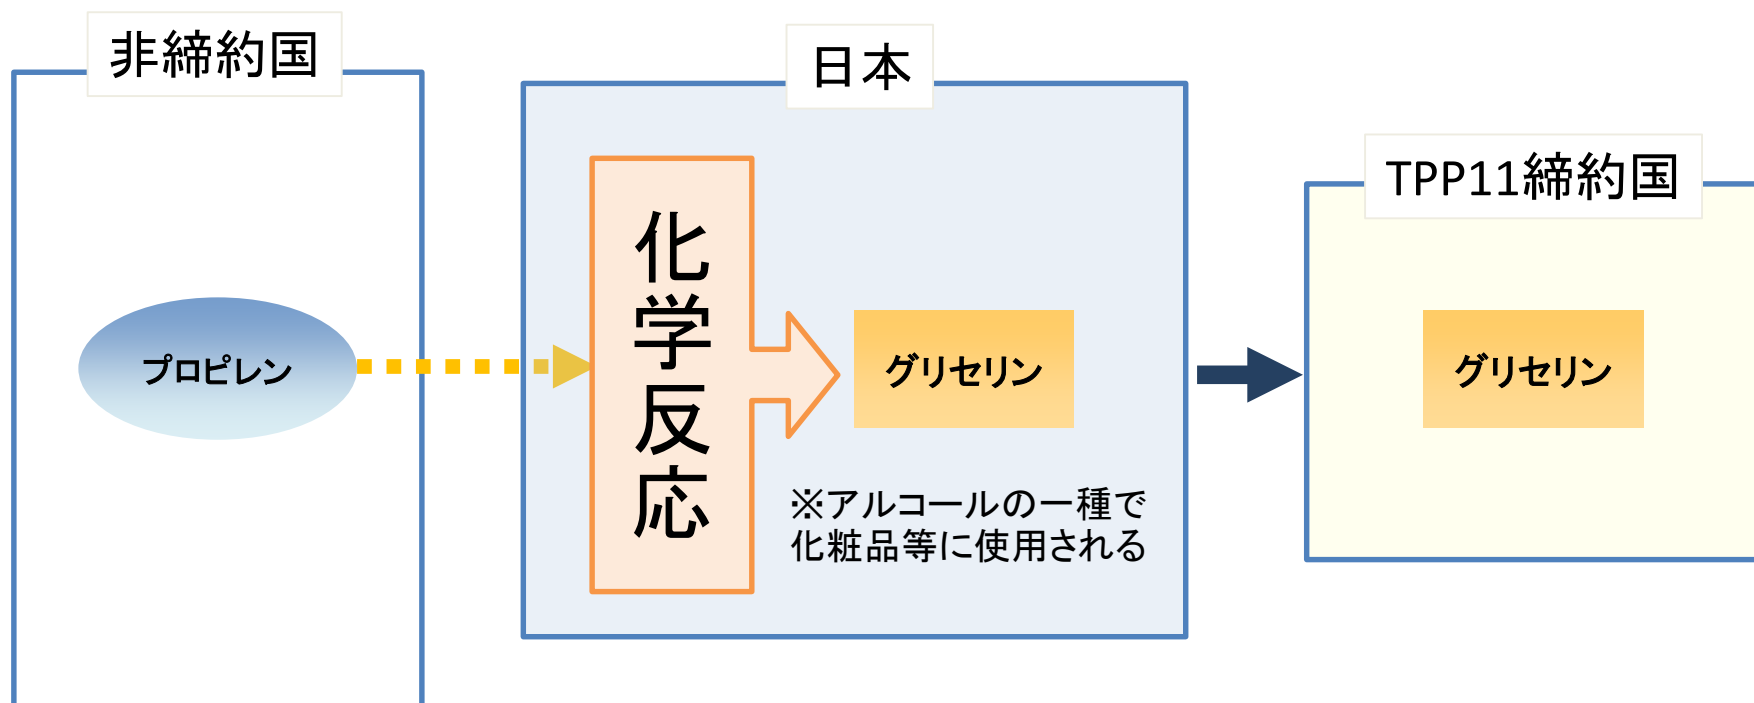 非締約国
プロピレン
日本
化学反応
グリセリン
※アルコールの一種で
化粧品等に使用される
TPP11締約国
グリセリン